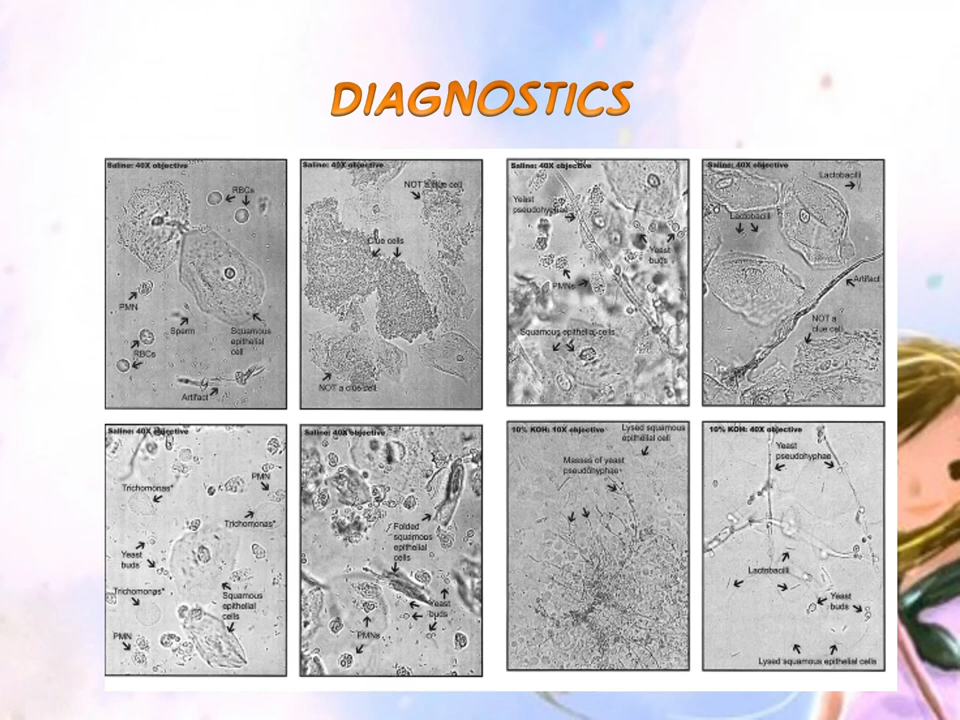 DIAGNOSTICS
Saline: 40X objective
RBCs
PMN
Sperm
Squamous
epithelial
cell
RBCs
Artifact
Saline: 40X objective
NOT a clue cell
Clue cells
NOT a clue cell
Saline: 40X objective
Yeast
pseudohyphae
Yeast
buds
PMNs
Squamous epithelial cells
Saline: 40X objective
Lactobacilli
Lactobacilli
Artifact
NOT a
clue cell
Saline: 40X objective
PMN
Trichomonas*
Trichomonas*
Yeast
buds
Trichomonas*
Squamous
epithelial
cells
PMN
Saline: 40X objective
Folded
squamous
epithelial
cells
Yeast
buds
PMNs
10% KOH: 10X objective
Lysed squamous
epithelial cell
Masses of yeast
pseudohyphae
10% KOH: 40X objective
Yeast
pseudohyphae
Lactobacilli
Yeast
buds
Lysed squamous epithelial cells